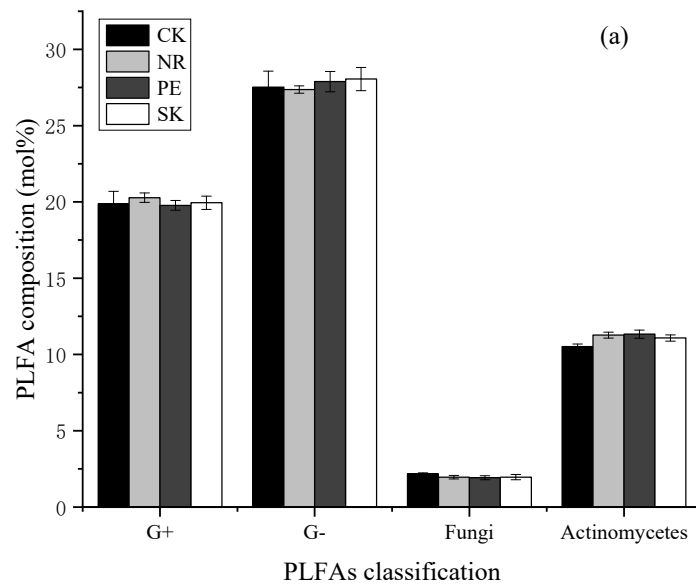 (a)
CK
NR
PE
SK
PLFA composition (mol%)
30
25
20
15
10
5
0
G+
G-
Fungi
Actinomycetes
PLFAs classification